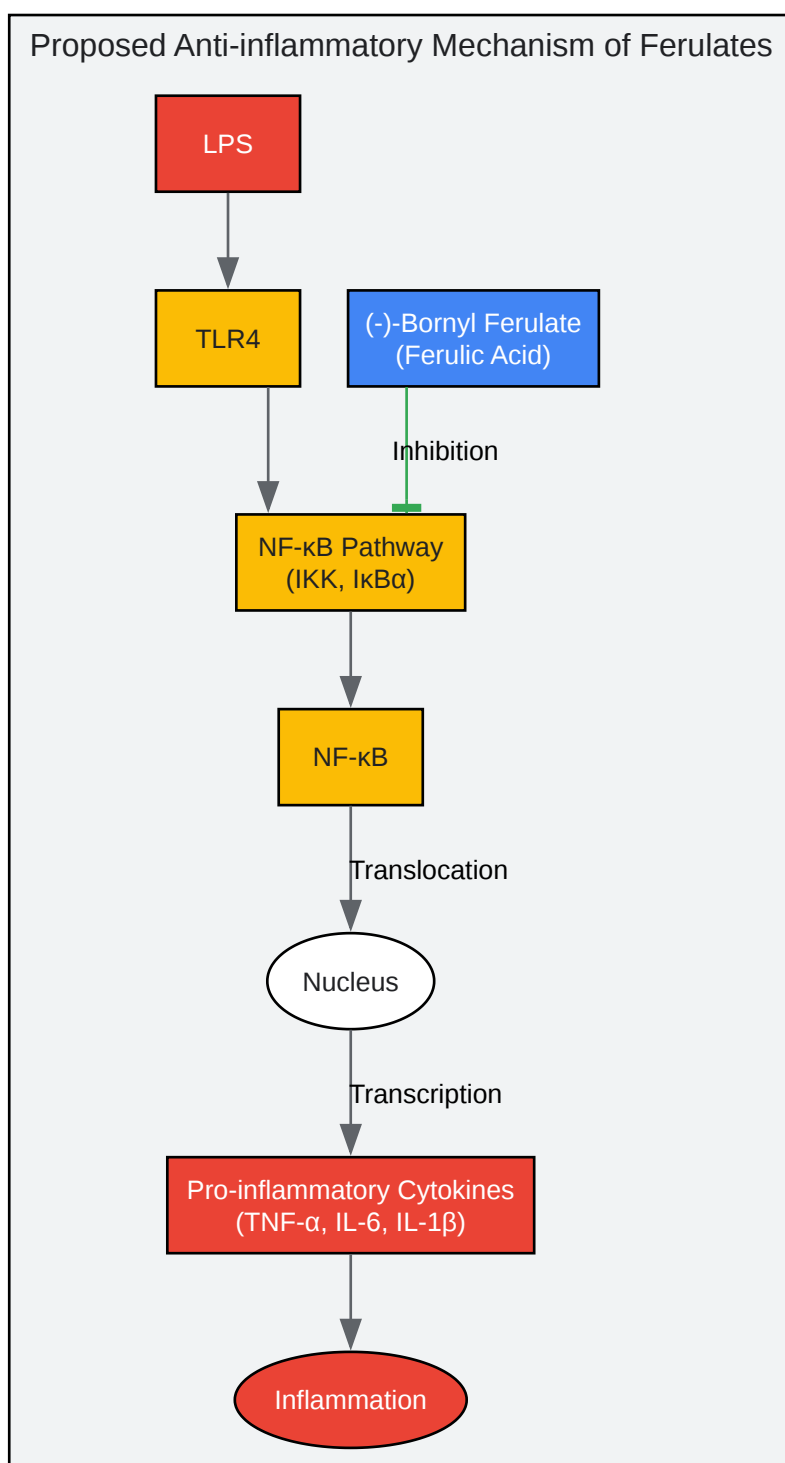 Proposed Anti-inflammatory Mechanism of Ferulates
LPS
TLR4
(-)-Bornyl Ferulate
(Ferulic Acid)
Inhibition
NF-κB Pathway
(IKK, IκBα)
NF-κB
Translocation
Nucleus
Transcription
Pro-inflammatory Cytokines
(TNF-α, IL-6, IL-1β)
Inflammation